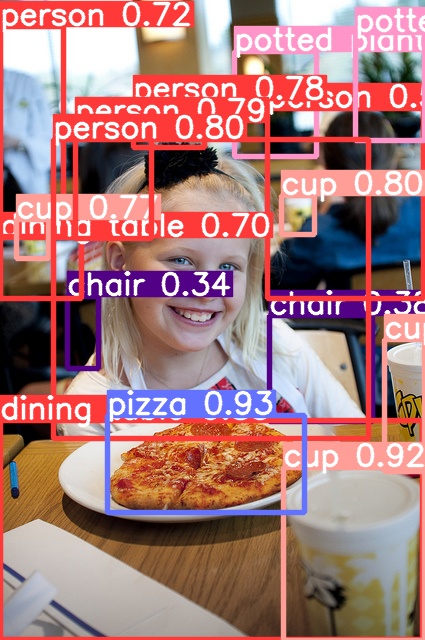 person 0.72
potte
potted
plant
person 0.78
person 0.79
person 0.5
person 0.80
cup 0.80
cup 0.77
dining table 0.70
chair 0.34
chair 0.38
cup
dining
pizza 0.93
cup 0.92